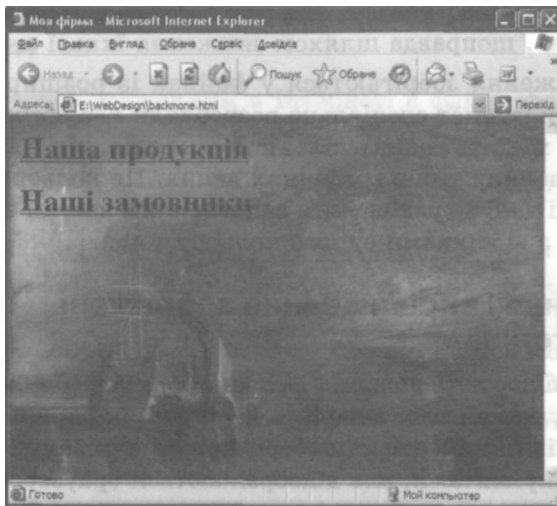 Моя фірма - Microsoft Internet Explorer
Файл Правка Вигляд Обране Сервіс Довідка
Назад Пошук Обране
Адреса: E:\WebDesign\backmone.html Перехід
Наша продукція
Наші замовники
Готово Мой компьютер